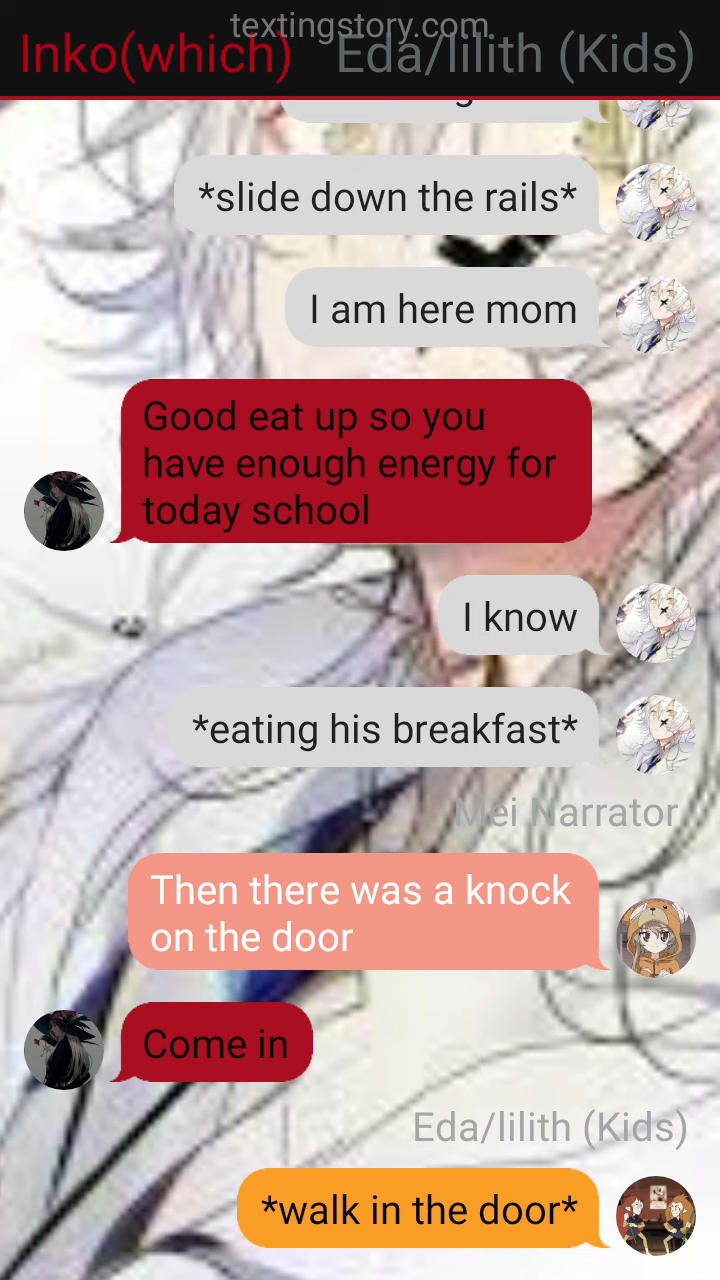 textingstory.com
Inko(which) Eda/lilith (Kids)
*slide down the rails*
I am here mom
Good eat up so you
have enough energy for
today school
I know
*eating his breakfast*
Mei Narrator
Then there was a knock
on the door
Come in
Eda/lilith (Kids)
*walk in the door*